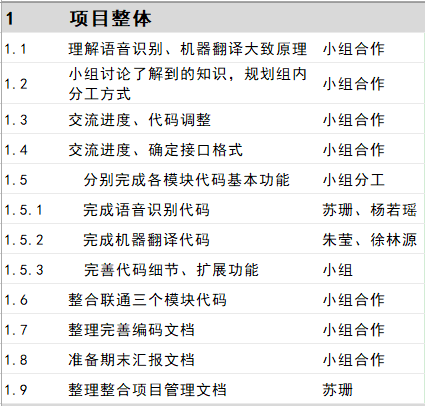 1 项目整体
1.1 理解语音识别、机器翻译大致原理 小组合作
1.2 小组讨论了解到的知识，规划组内分工方式 小组合作
1.3 交流进度、代码调整 小组合作
1.4 交流进度、确定接口格式 小组合作
1.5 分别完成各模块代码基本功能 小组分工
1.5.1 完成语音识别代码 苏珊、杨若瑶
1.5.2 完成机器翻译代码 朱莹、徐林源
1.5.3 完善代码细节、扩展功能 小组
1.6 整合联通三个模块代码 小组合作
1.7 整理完善编码文档 小组合作
1.8 准备期末汇报文档 小组合作
1.9 整理整合项目管理文档 苏珊